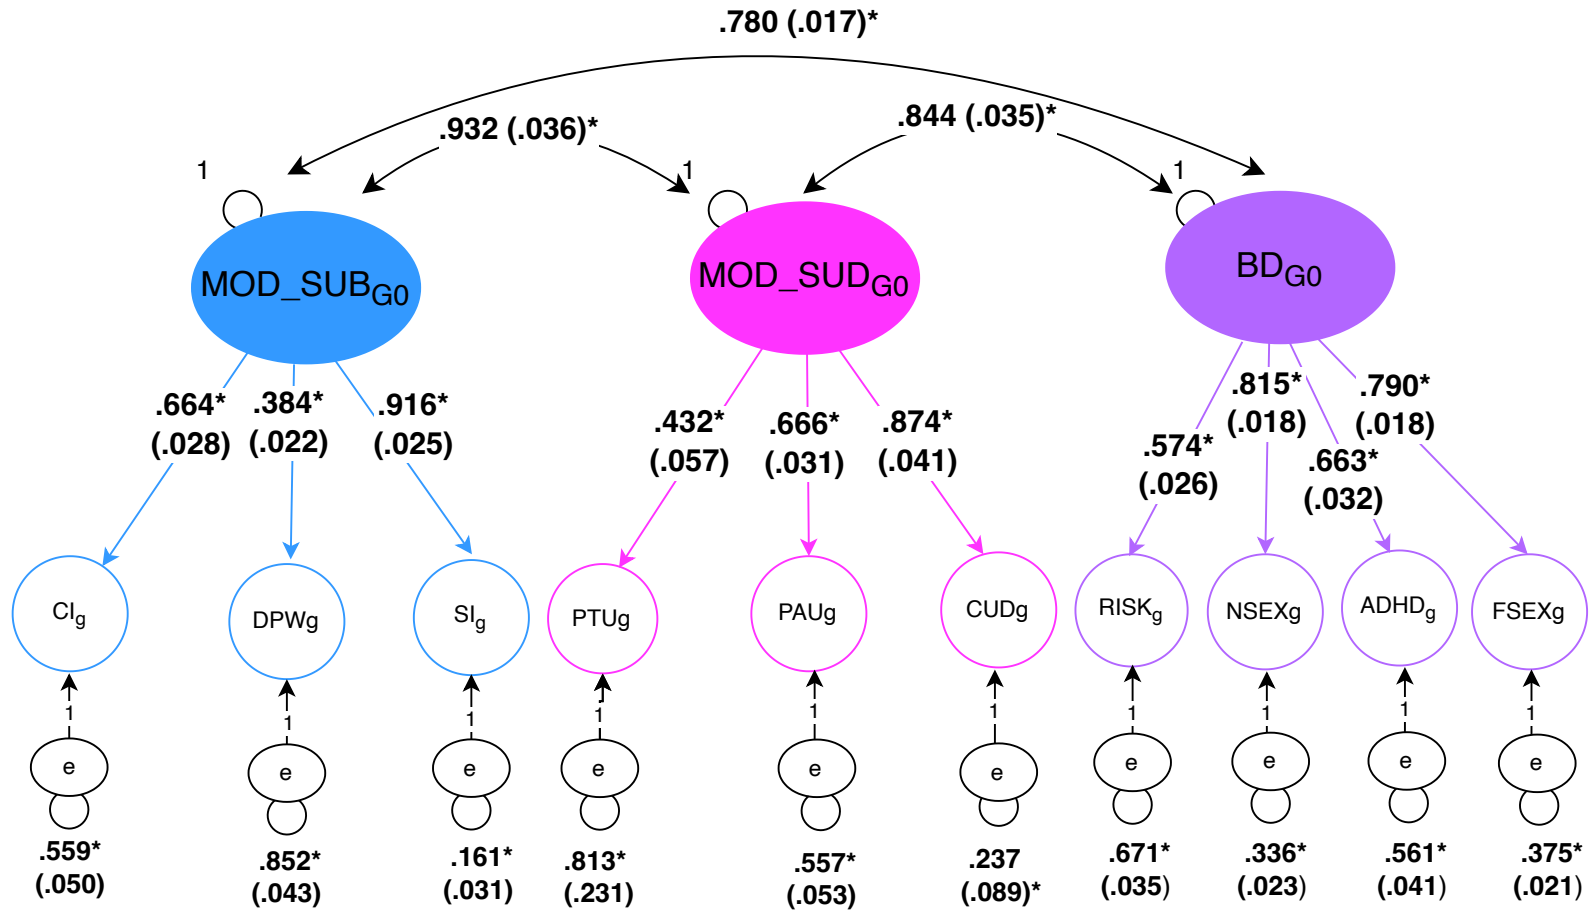 .780 (.017)*
.932 (.036)*
.844 (.035)*
1
1
1
MOD_SUBG0
MOD_SUDG0
BDG0
.664*
(.028)
.384*
(.022)
.916*
(.025)
.432*
(.057)
.666*
(.031)
.874*
(.041)
.574*
(.026)
.815*
(.018)
.663*
(.032)
.790*
(.018)
CIg
DPWg
SIg
PTUg
PAUg
CUDg
RISKg
NSEXg
ADHDg
FSEXg
1
1
1
1
1
1
1
1
1
1
e
e
e
e
e
e
e
e
e
e
.559*
(.050)
.852*
(.043)
.161*
(.031)
.813*
(.231)
.557*
(.053)
.237
(.089)*
.671*
(.035)
.336*
(.023)
.561*
(.041)
.375*
(.021)